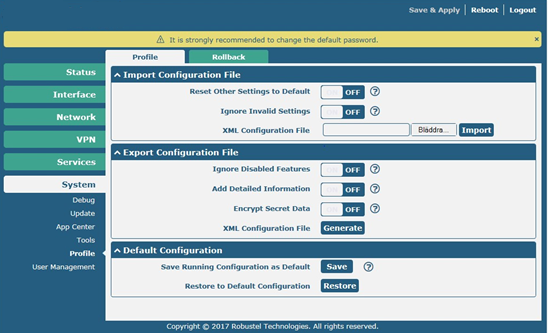 Save & Apply | Reboot | Logout
It is strongly recommended to change the default password. ×
Profile Rollback
Status
Interface
Network
VPN
Services
System
Debug
Update
App Center
Tools
Profile
User Management
Import Configuration File
Reset Other Settings to Default OFF ?
Ignore Invalid Settings OFF ?
XML Configuration File Bläddra... Import
Export Configuration File
Ignore Disabled Features OFF ?
Add Detailed Information OFF ?
Encrypt Secret Data OFF ?
XML Configuration File Generate
Default Configuration
Save Running Configuration as Default Save ?
Restore to Default Configuration Restore
Copyright © 2017 Robustel Technologies. All rights reserved.